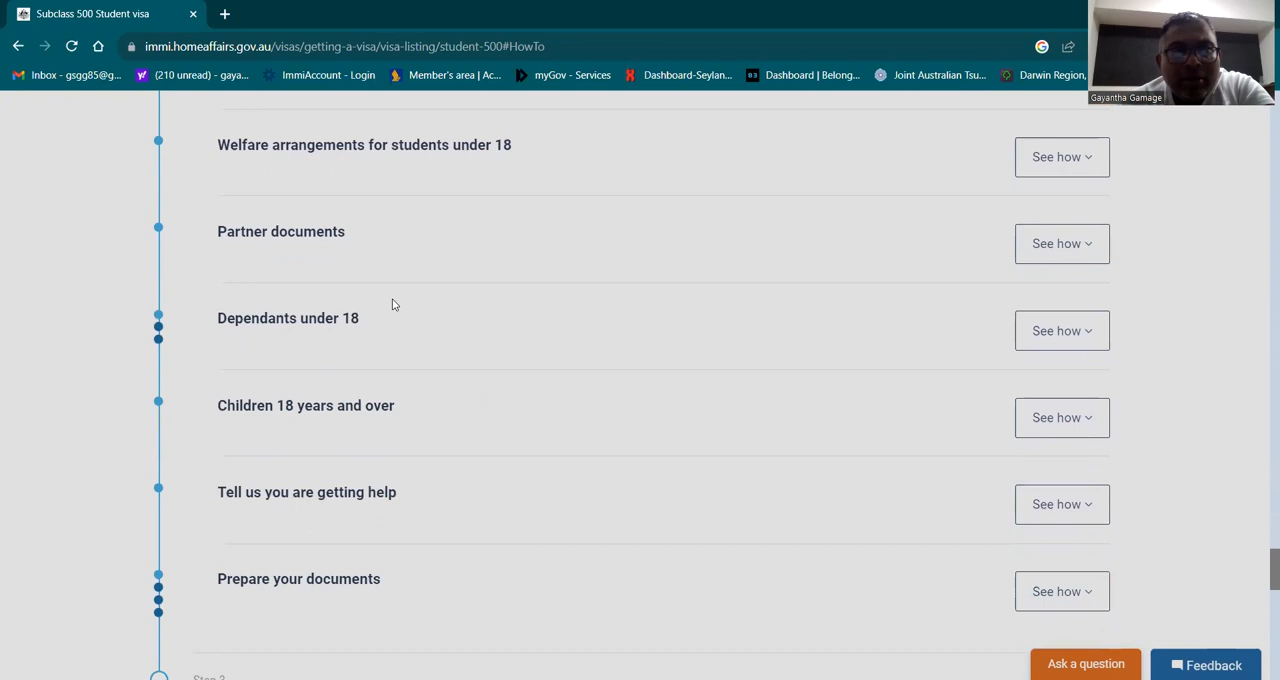 Subclass 500 Student visa
immi.homeaffairs.gov.au/visas/getting-a-visa/visa-listing/student-500#HowTo
Inbox - gsgg85@g...
(210 unread) - gaya...
ImmiAccount - Login
Member's area | Ac...
myGov - Services
Dashboard-Seylan...
Dashboard | Belong...
Joint Australian Tsu...
Darwin Region,
Gayantha Gamage
Welfare arrangements for students under 18
See how
Partner documents
See how
Dependants under 18
See how
Children 18 years and over
See how
Tell us you are getting help
See how
Prepare your documents
See how
Ask a question
Feedback